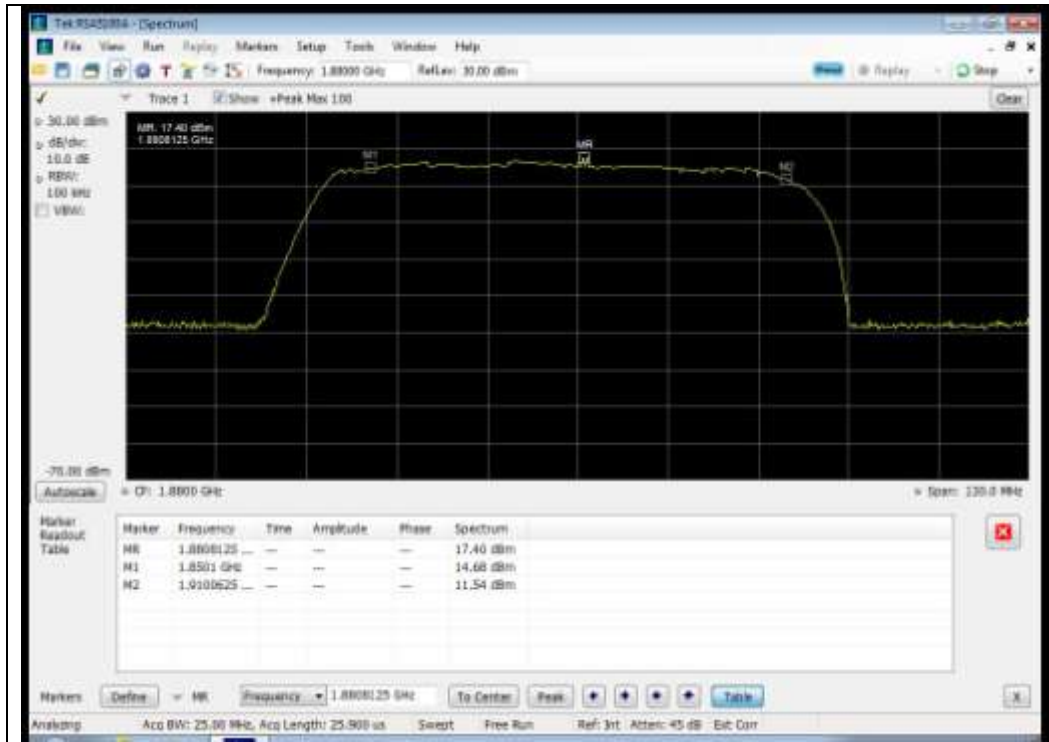 Tek RSA5100A - [Spectrum]
File View Run Replay Markers Setup Tools Window Help
Frequency: 1.88000 GHz RefLev: 30.00 dBm Replay Stop
Trace 1 Show +Peak Max 100 Clear
30.00 dBm
dB/div:
10.0 dB
RBW:
100 kHz
VBW:
-70.00 dBm
MR: 17.40 dBm
1.8808125 GHz
M1
MR
M2
Autoscale CF: 1.8800 GHz Span: 130.0 MHz
Marker
Readout
Table
Marker Frequency Time Amplitude Phase Spectrum
MR 1.8808125 ... --- --- --- 17.40 dBm
M1 1.8501 GHz --- --- --- 14.68 dBm
M2 1.9100625 ... --- --- --- 11.54 dBm
Markers Define MR Frequency 1.8808125 GHz To Center Peak Table X
Analyzing Acq BW: 25.00 MHz, Acq Length: 25.900 us Swept Free Run Ref: Int Atten: 45 dB Ext Corr